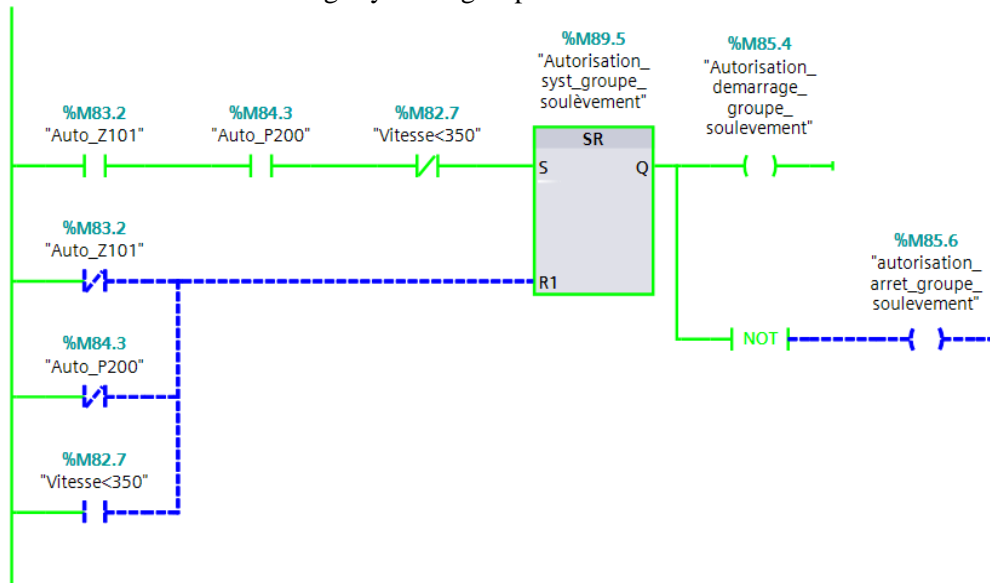 %M89.5
"Autorisation_
syst_groupe_
soulèvement"
%M85.4
"Autorisation_
demarrage_
groupe_
soulevement"
%M83.2
"Auto_Z101"
%M84.3
"Auto_P200"
%M82.7
"Vitesse<350"
SR
S
Q
%M83.2
"Auto_Z101"
R1
%M85.6
"autorisation_
arret_groupe_
soulevement"
NOT
%M84.3
"Auto_P200"
%M82.7
"Vitesse<350"